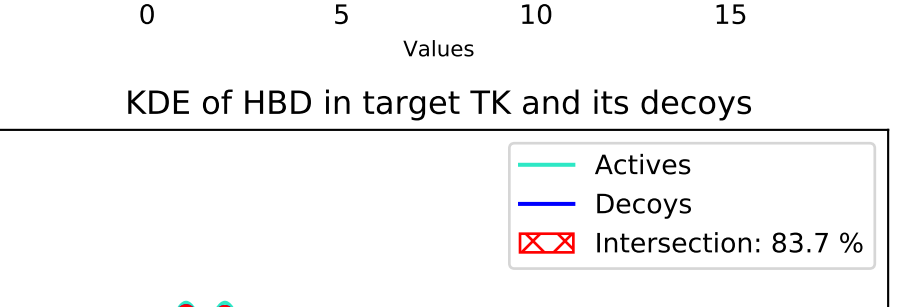 0 5 10 15
Values
KDE of HBD in target TK and its decoys
Actives
Decoys
Intersection: 83.7 %